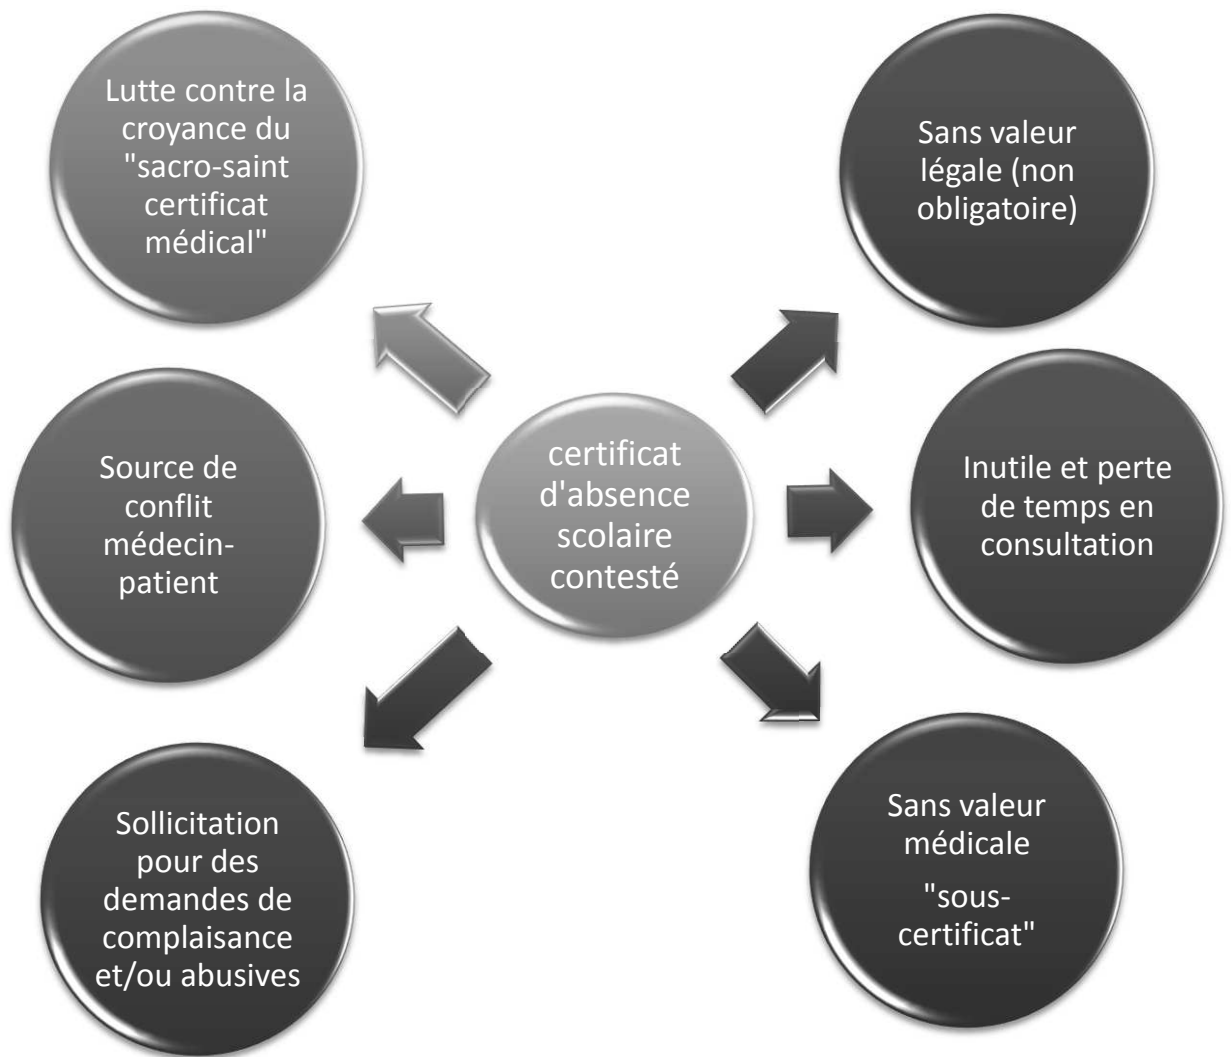 Lutte contre la
croyance du
"sacro-saint
certificat
médical"
Sans valeur
légale (non
obligatoire)
Source de
conflit
médecin-
patient
certificat
d'absence
scolaire
contesté
Inutile et perte
de temps en
consultation
Sollicitation
pour des
demandes de
complaisance
et/ou abusives
Sans valeur
médicale
"sous-
certificat"